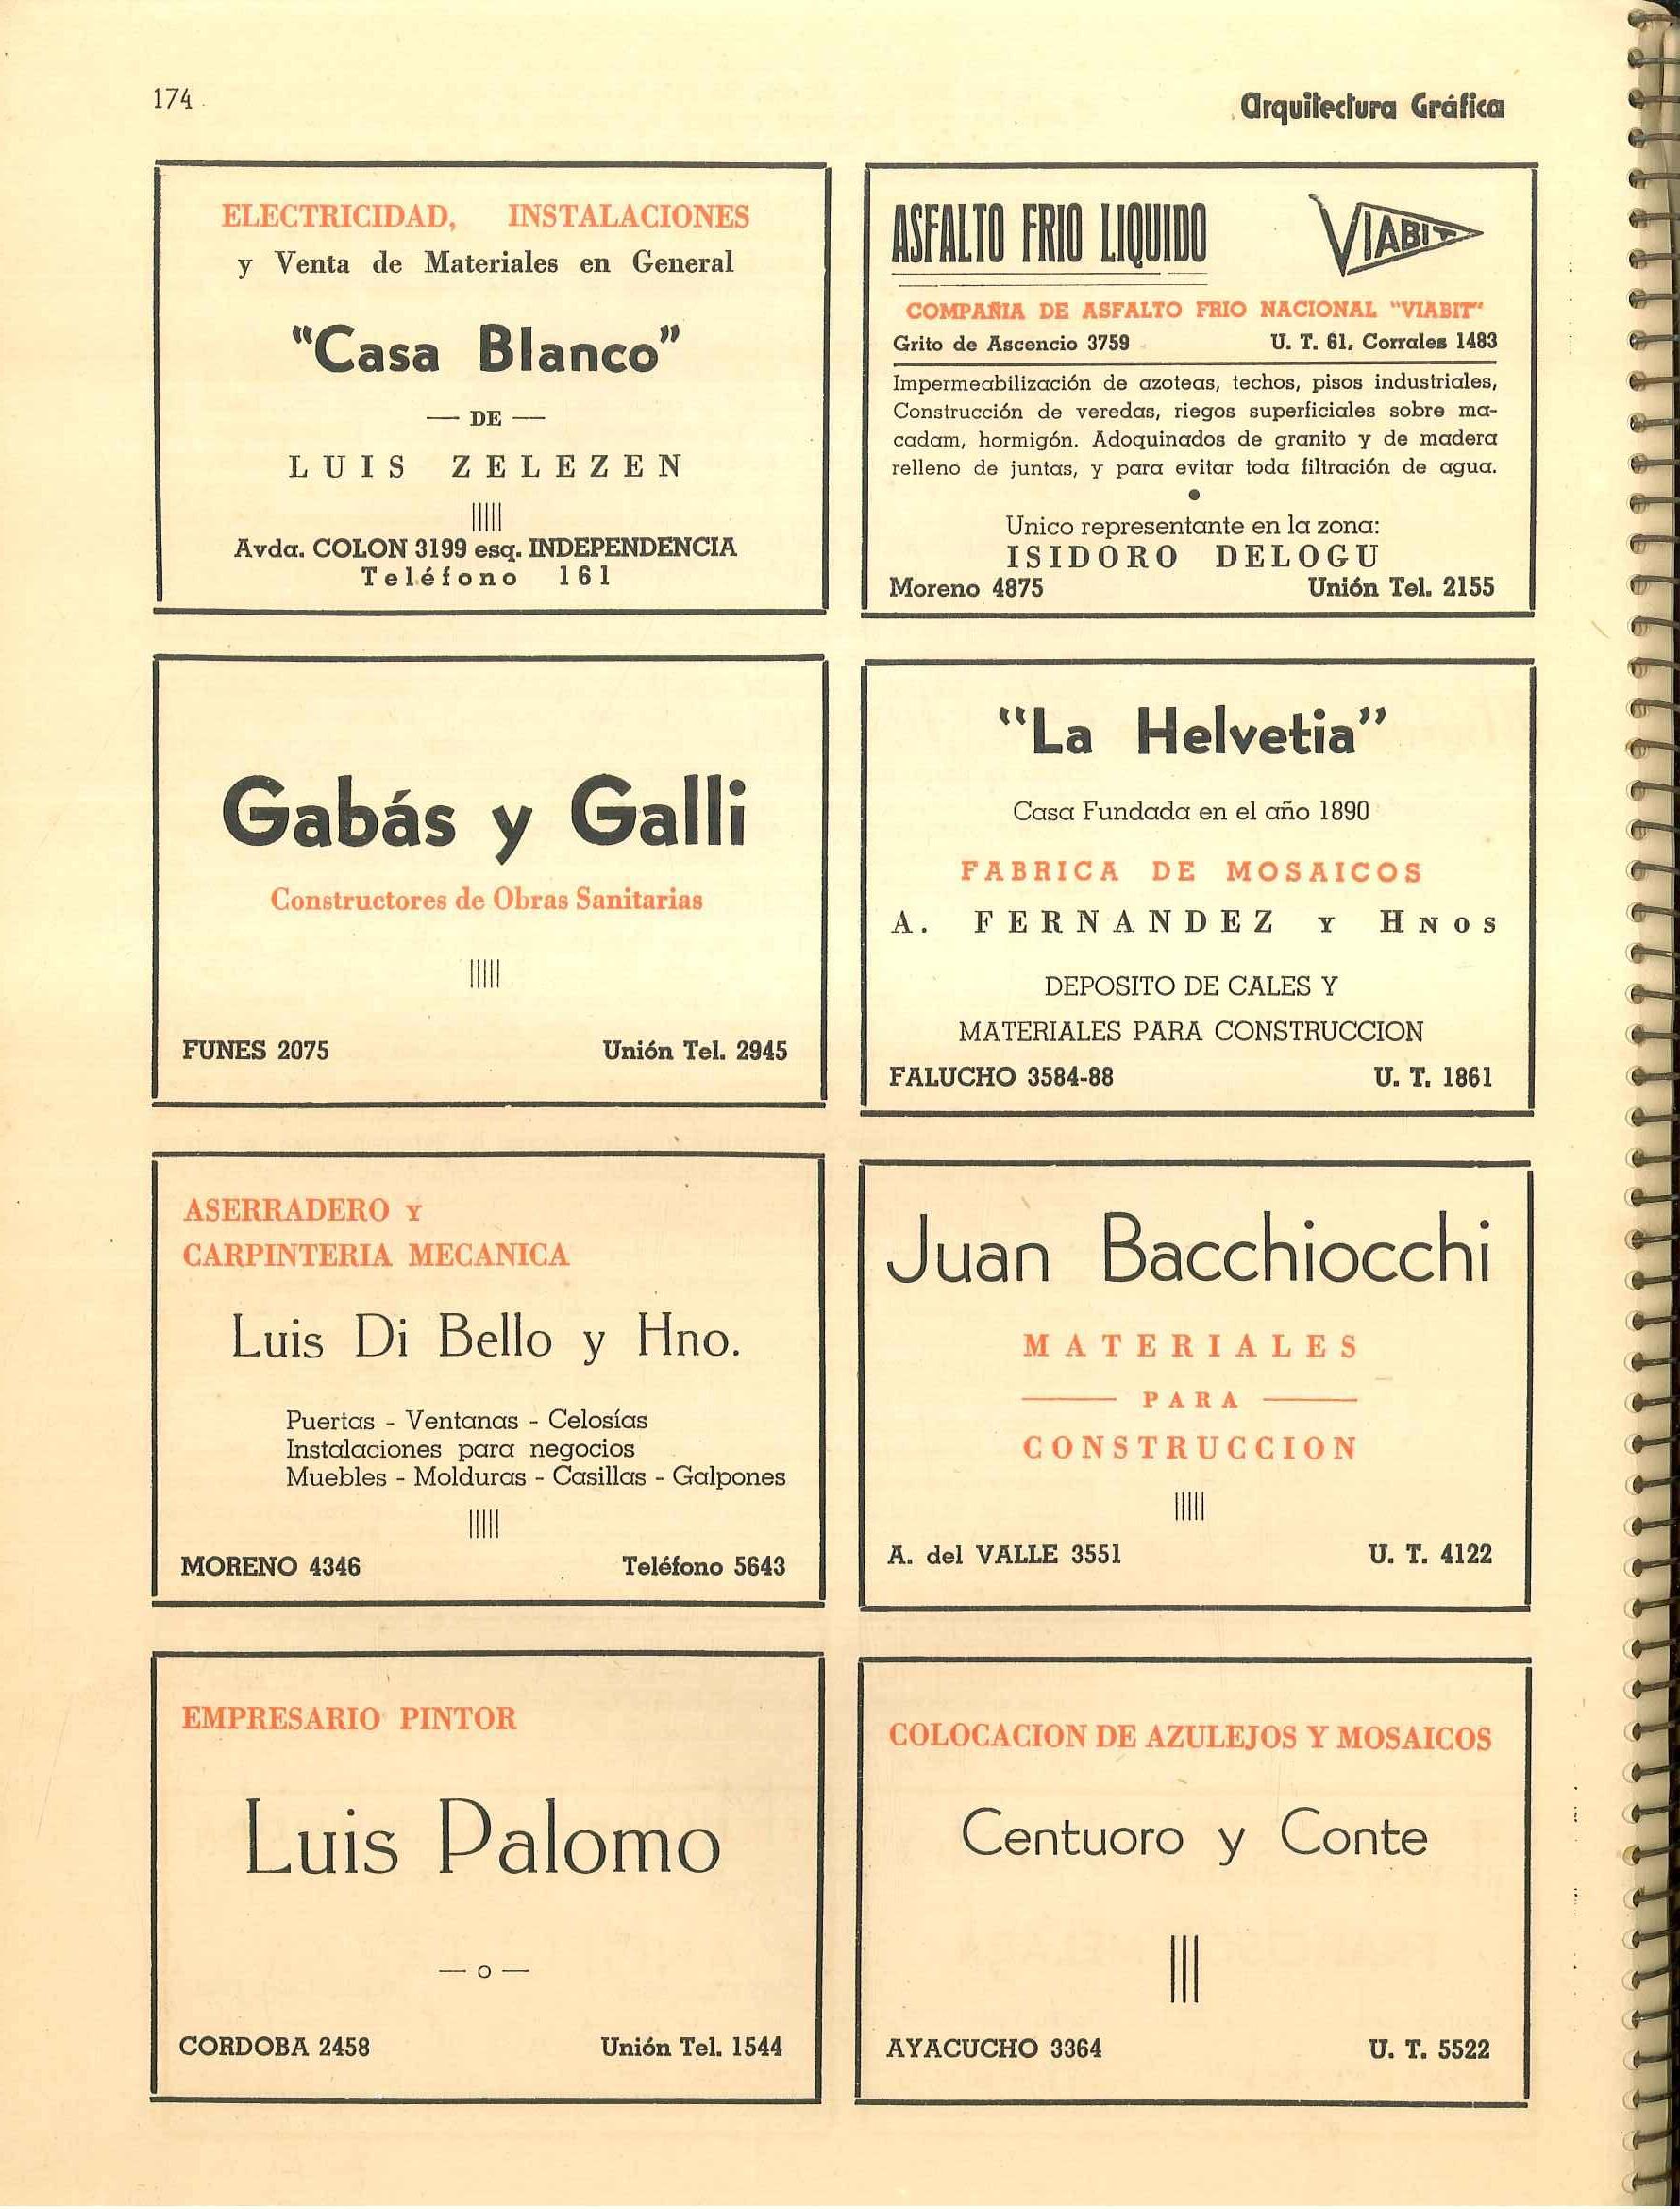 174
Arquitectura Gráfica
ELECTRICIDAD, INSTALACIONES
y Venta de Materiales en General
"Casa Blanco"
— DE —
LUIS ZELEZEN
Avda. COLON 3199 esq. INDEPENDENCIA
Teléfono 161
ASFALTO FRIO LIQUIDO
VIABIT
COMPAÑIA DE ASFALTO FRIO NACIONAL "VIABIT"
Grito de Ascencio 3759 U. T. 61, Corrales 1483
Impermeabilización de azoteas, techos, pisos industriales,
Construcción de veredas, riegos superficiales sobre ma-
cadam, hormigón. Adoquinados de granito y de madera
relleno de juntas, y para evitar toda filtración de agua.
•
Unico representante en la zona:
ISIDORO DELOGU
Moreno 4875 Unión Tel. 2155
Gabás y Galli
Constructores de Obras Sanitarias
FUNES 2075 Unión Tel. 2945
"La Helvetia"
Casa Fundada en el año 1890
FABRICA DE MOSAICOS
A. FERNANDEZ Y HNOS
DEPOSITO DE CALES Y
MATERIALES PARA CONSTRUCCION
FALUCHO 3584-88 U. T. 1861
ASERRADERO Y
CARPINTERIA MECANICA
Luis Di Bello y Hno.
Puertas - Ventanas - Celosías
Instalaciones para negocios
Muebles - Molduras - Casillas - Galpones
MORENO 4346 Teléfono 5643
Juan Bacchiocchi
MATERIALES
— PARA —
CONSTRUCCION
A. del VALLE 3551 U. T. 4122
EMPRESARIO PINTOR
Luis Palomo
— o —
CORDOBA 2458 Unión Tel. 1544
COLOCACION DE AZULEJOS Y MOSAICOS
Centuoro y Conte
AYACUCHO 3364 U. T. 5522